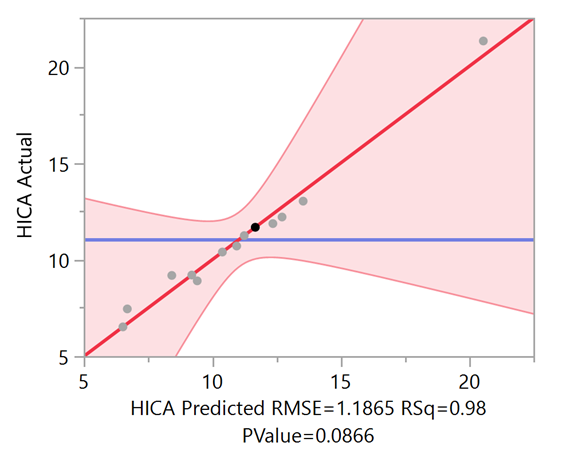 HICA Actual
20
15
10
5
5 10 15 20
HICA Predicted RMSE=1.1865 RSq=0.98
PValue=0.0866